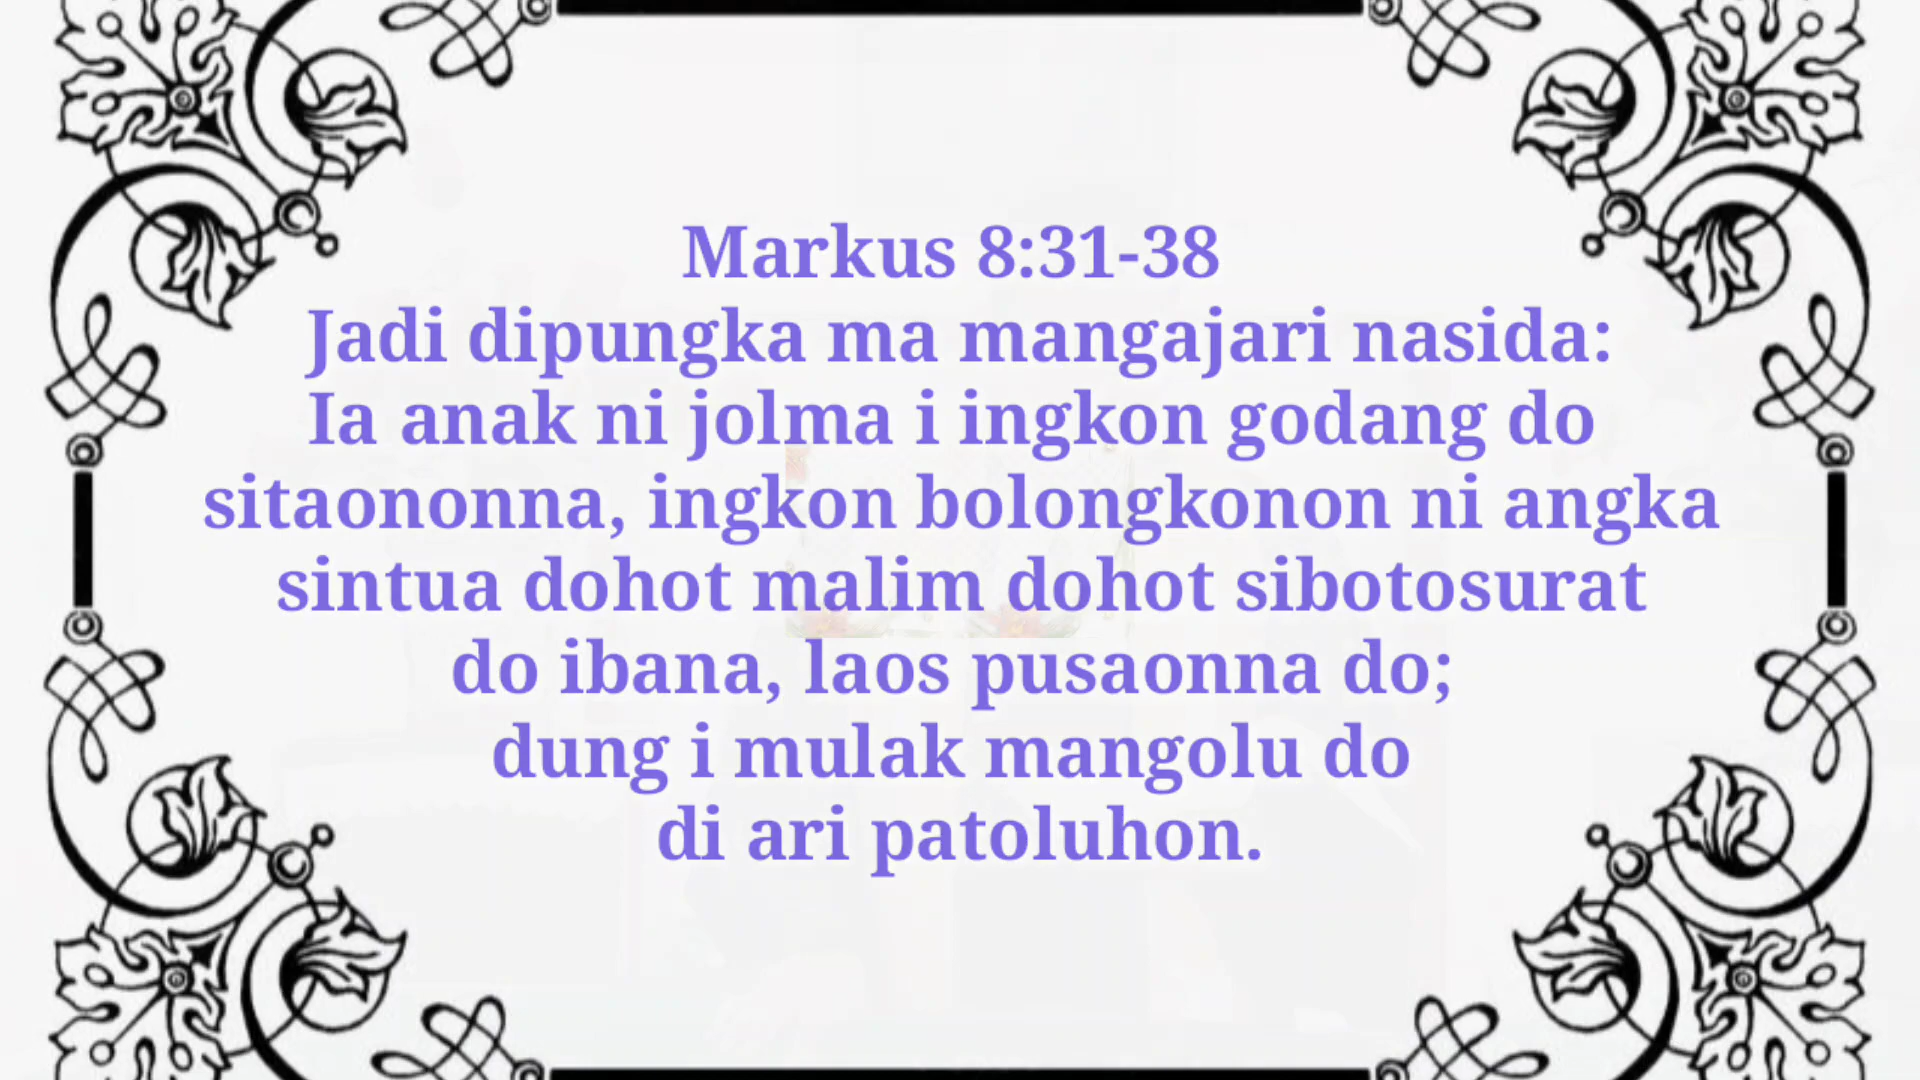 Markus 8:31-38
Jadi dipungka ma mangajari nasida:
Ia anak ni jolma i ingkon godang do
sitaononna, ingkon bolongkonon ni angka
sintua dohot malim dohot sibotosurat
do ibana, laos pusaonna do;
dung i mulak mangolu do
di ari patoluhon.